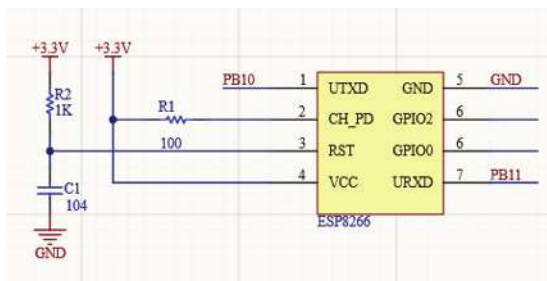 +3.3V +3.3V
PB10 1 UTXD GND 5 GND
R2
1K
R1 2 CH_PD GPIO2 6
100 3 RST GPIO0 6
4 VCC URXD 7 PB11
C1
104
ESP8266
GND